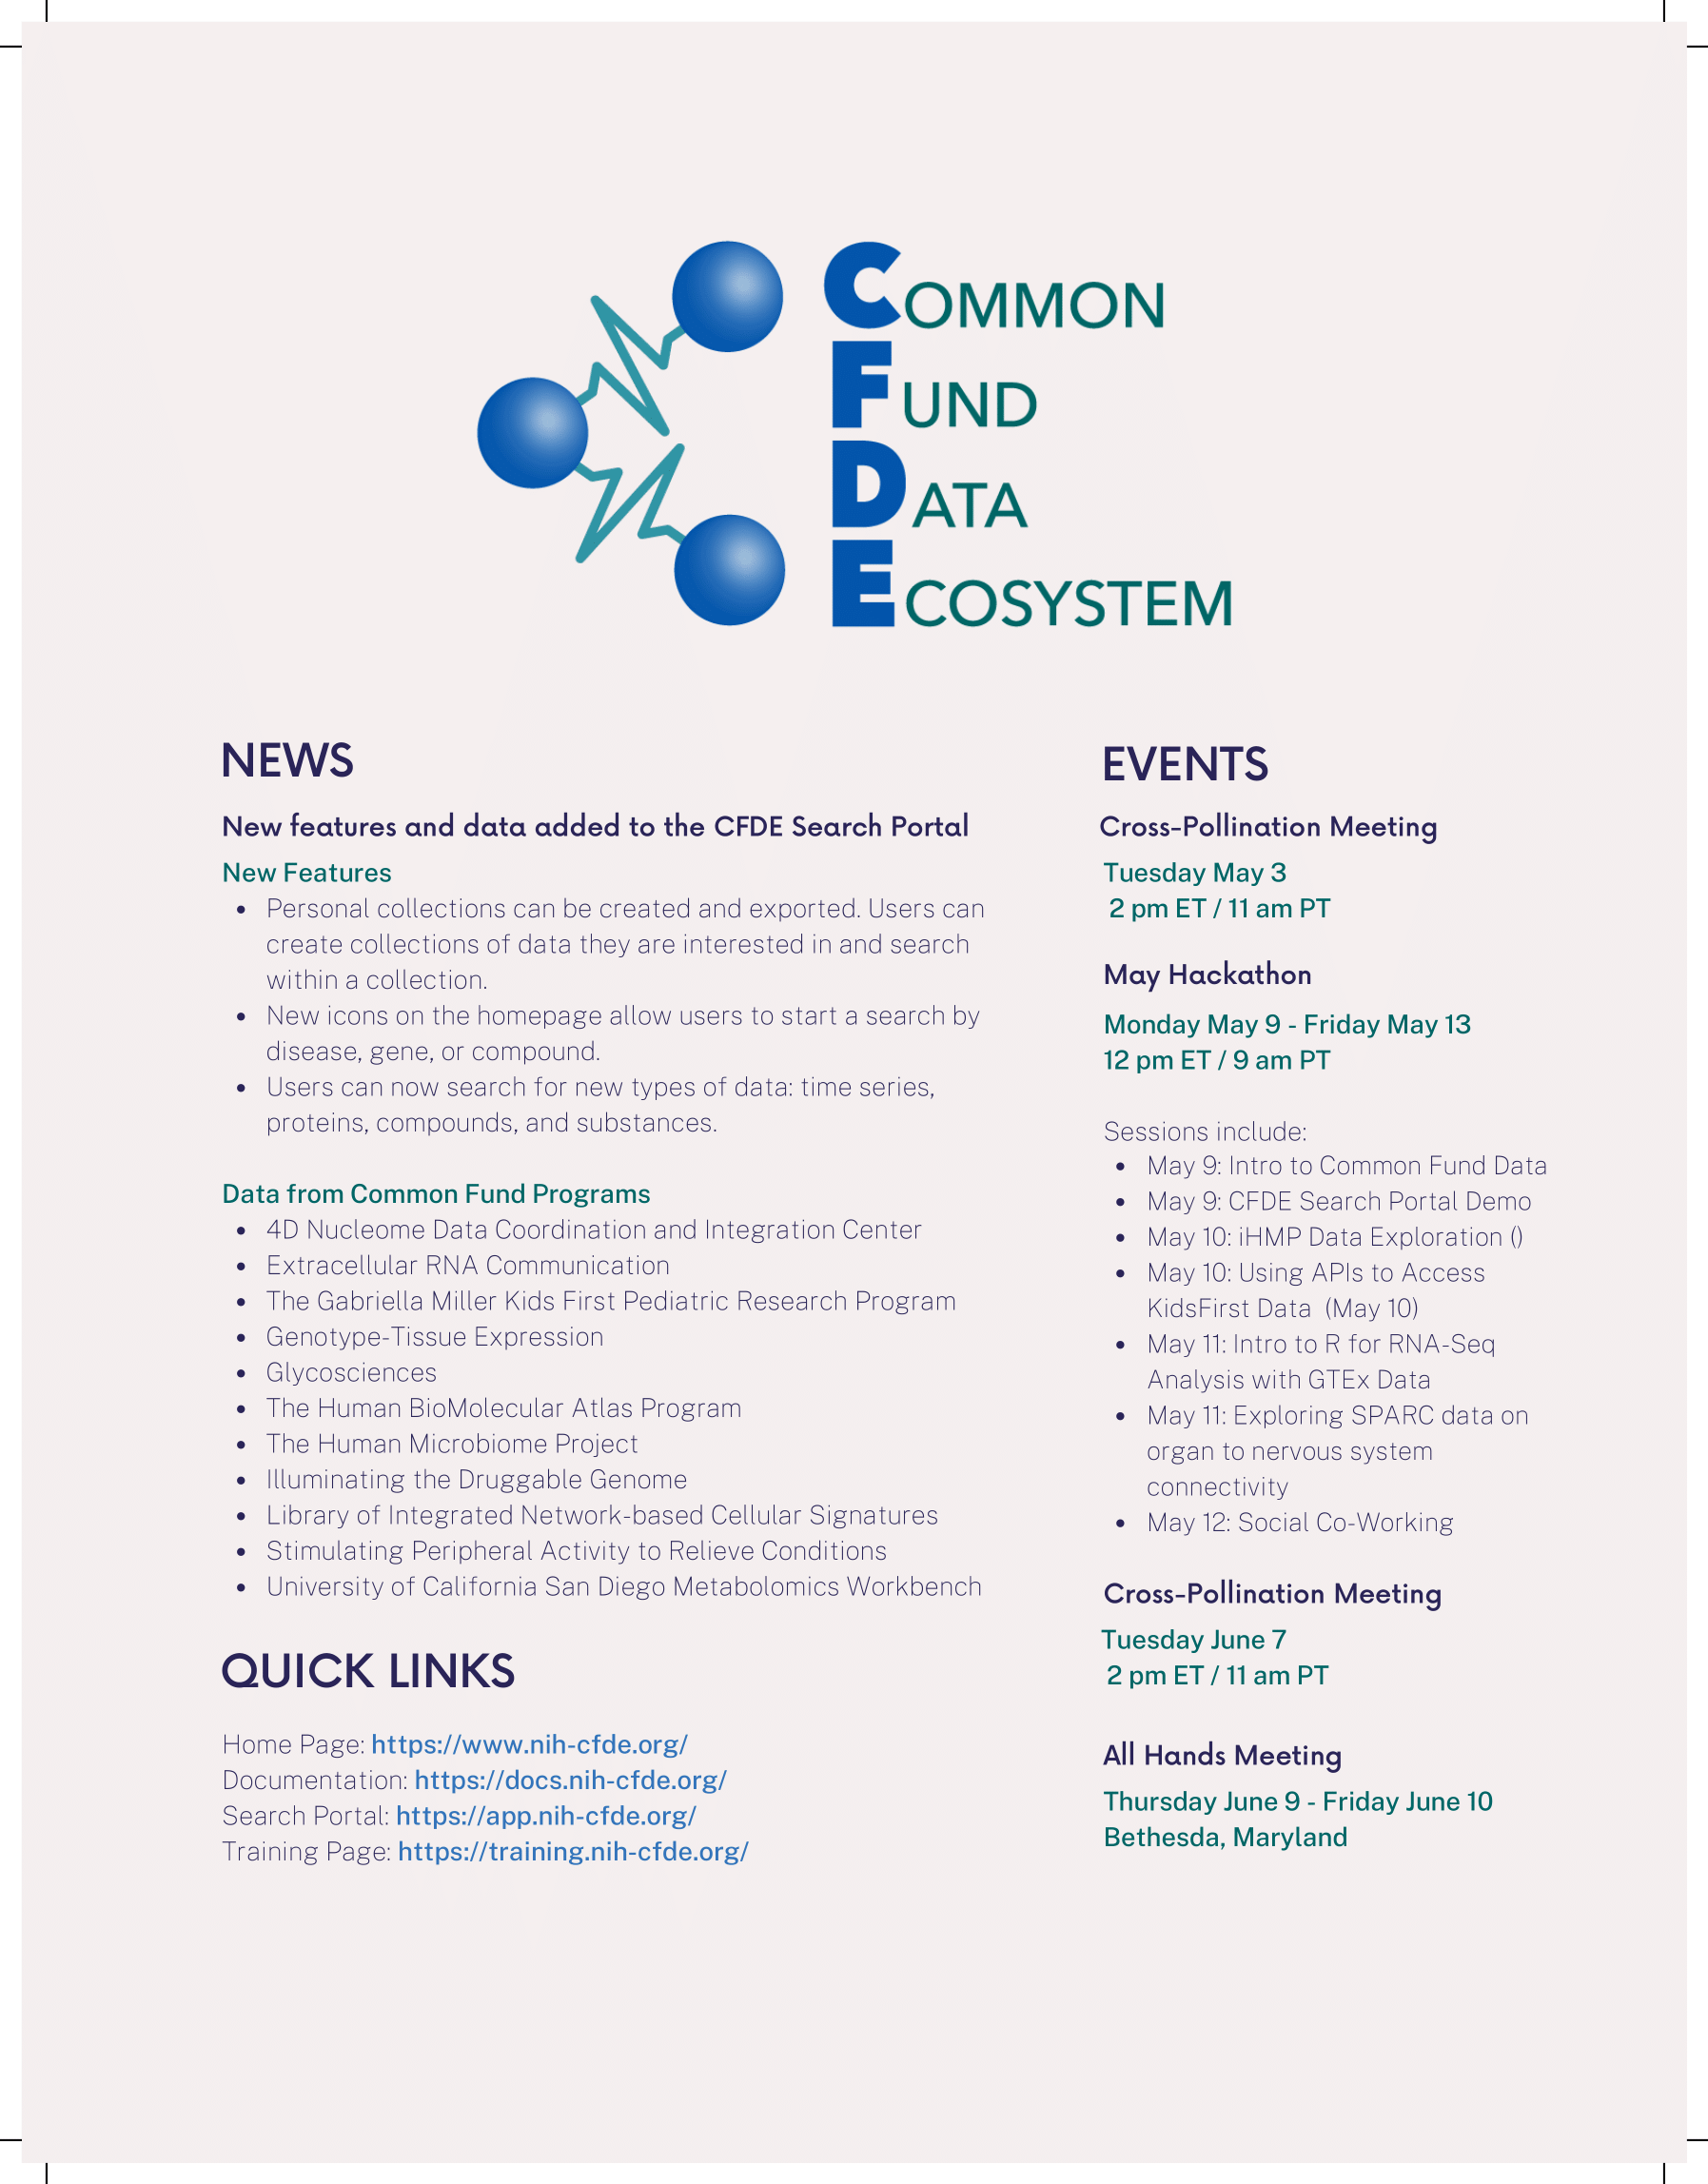 COMMON
FUND
DATA
ECOSYSTEM
NEWS
New features and data added to the CFDE Search Portal
New Features
• Personal collections can be created and exported. Users can
create collections of data they are interested in and search
within a collection.
• New icons on the homepage allow users to start a search by
disease, gene, or compound.
• Users can now search for new types of data: time series,
proteins, compounds, and substances.
Data from Common Fund Programs
• 4D Nucleome Data Coordination and Integration Center
• Extracellular RNA Communication
• The Gabriella Miller Kids First Pediatric Research Program
• Genotype-Tissue Expression
• Glycosciences
• The Human BioMolecular Atlas Program
• The Human Microbiome Project
• Illuminating the Druggable Genome
• Library of Integrated Network-based Cellular Signatures
• Stimulating Peripheral Activity to Relieve Conditions
• University of California San Diego Metabolomics Workbench
QUICK LINKS
Home Page: https://www.nih-cfde.org/
Documentation: https://docs.nih-cfde.org/
Search Portal: https://app.nih-cfde.org/
Training Page: https://training.nih-cfde.org/
EVENTS
Cross-Pollination Meeting
Tuesday May 3
2 pm ET / 11 am PT
May Hackathon
Monday May 9 - Friday May 13
12 pm ET / 9 am PT
Sessions include:
• May 9: Intro to Common Fund Data
• May 9: CFDE Search Portal Demo
• May 10: iHMP Data Exploration ()
• May 10: Using APIs to Access
KidsFirst Data (May 10)
• May 11: Intro to R for RNA-Seq
Analysis with GTEx Data
• May 11: Exploring SPARC data on
organ to nervous system
connectivity
• May 12: Social Co-Working
Cross-Pollination Meeting
Tuesday June 7
2 pm ET / 11 am PT
All Hands Meeting
Thursday June 9 - Friday June 10
Bethesda, Maryland